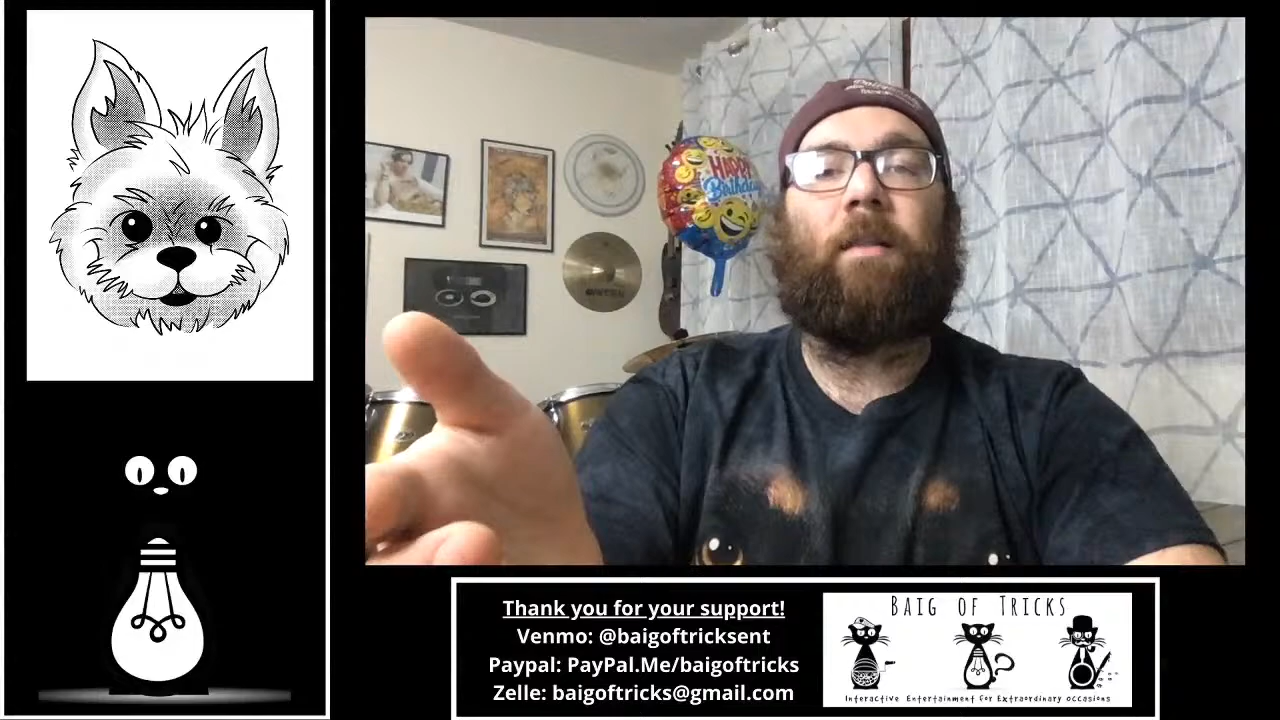 HAPPY
Birthday
Thank you for your support!
Venmo: @baigoftricksent
Paypal: PayPal.Me/baigoftricks
Zelle: baigoftricks@gmail.com
BAIG OF TRICKS
Interactive Entertainment for Extraordinary occasions